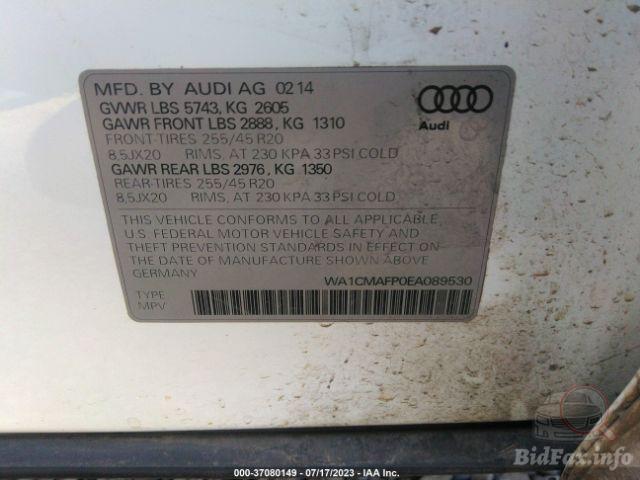 MFD. BY AUDI AG 0214
GVWR LBS 5743, KG 2605
GAWR FRONT LBS 2888, KG 1310
FRONT-TIRES 255/45 R20
8,5JX20 RIMS, AT 230 KPA 33 PSI COLD
GAWR REAR LBS 2976, KG 1350
REAR-TIRES 255/45 R20
8,5JX20 RIMS, AT 230 KPA 33 PSI COLD
Audi
THIS VEHICLE CONFORMS TO ALL APPLICABLE
U.S. FEDERAL MOTOR VEHICLE SAFETY AND
THEFT PREVENTION STANDARDS IN EFFECT ON
THE DATE OF MANUFACTURE SHOWN ABOVE.
GERMANY
WA1CMAFP0EA089530
TYPE
MPV
BidFax.info
000-37080149 - 07/17/2023 - IAA Inc.